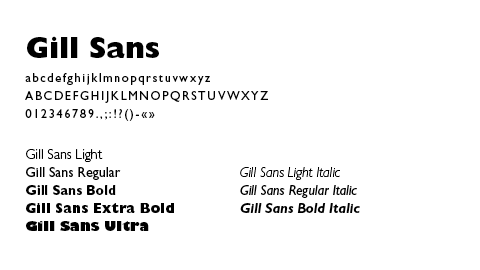 Gill Sans
abcdefghijklmnopqrstuvwxyz
ABCDEFGHIJKLMNOPQRSTUVWXYZ
012346789.,;:!?()-«»
Gill Sans Light
Gill Sans Regular
Gill Sans Light Italic
Gill Sans Bold
Gill Sans Regular Italic
Gill Sans Extra Bold
Gill Sans Bold Italic
Gill Sans Ultra